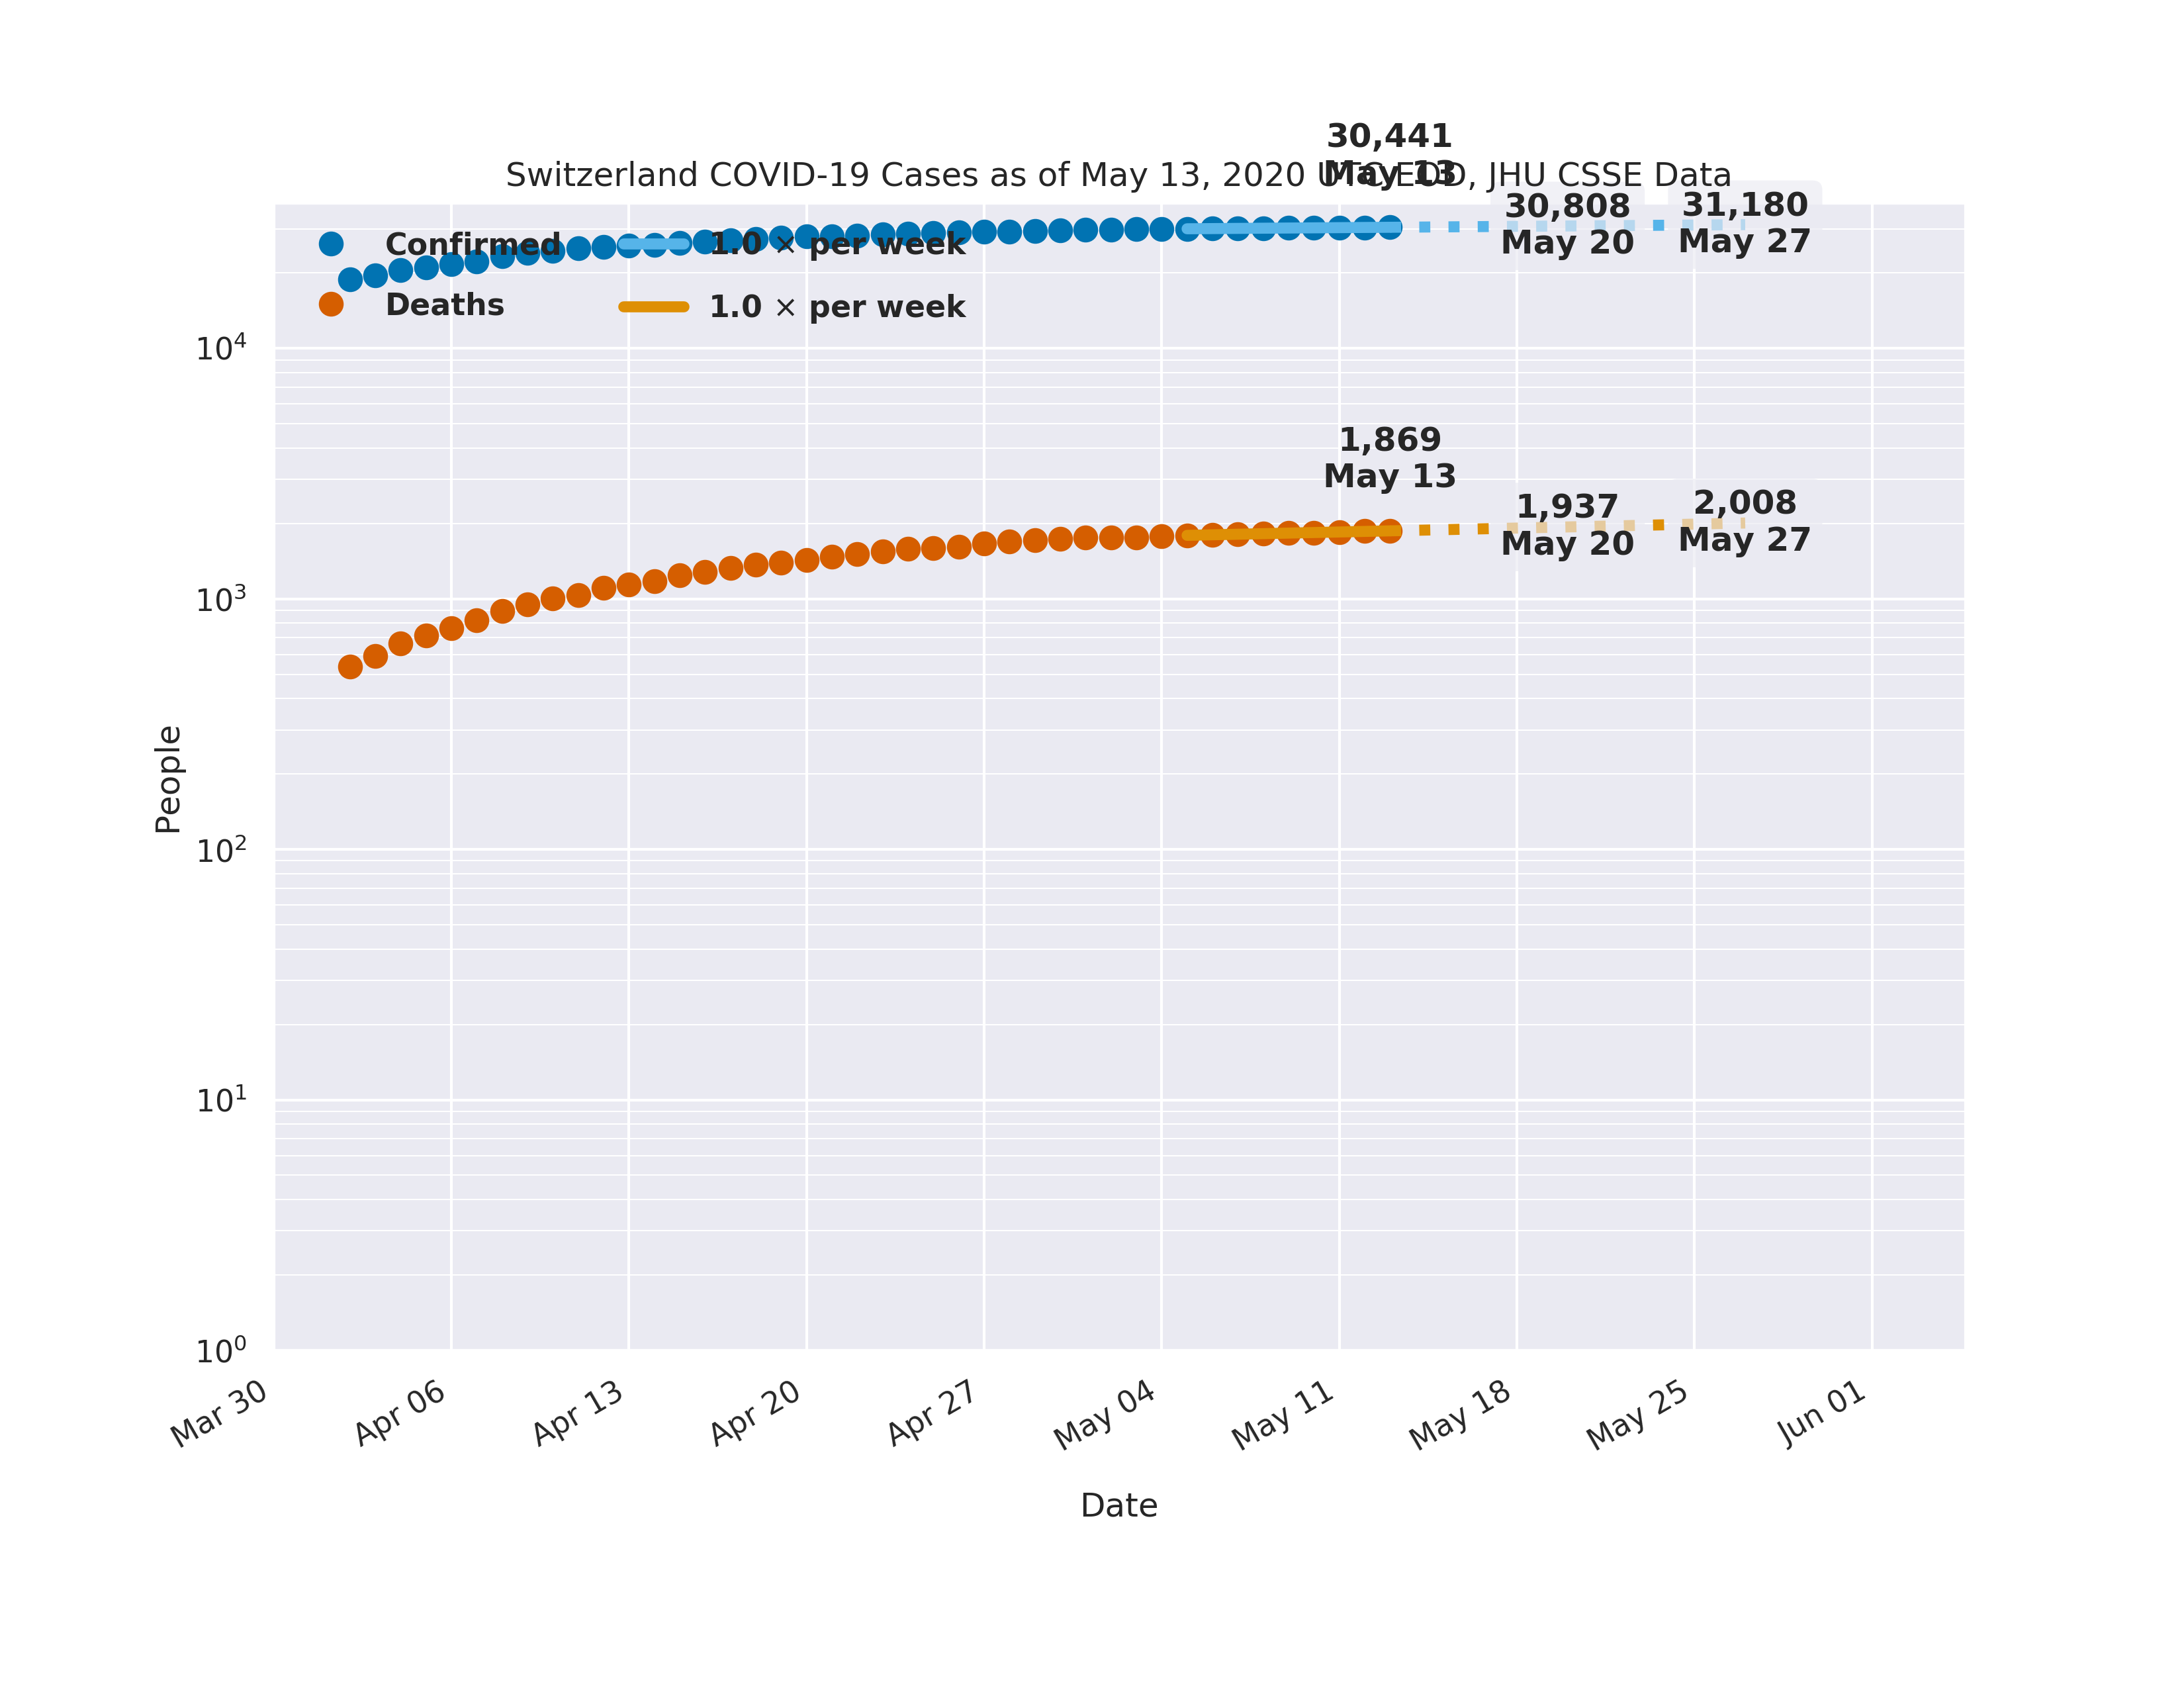 30,441
May 13
Switzerland COVID-19 Cases as of May 13, 2020 UTC EOD, JHU CSSE Data
30,808
May 20
31,180
May 27
Confirmed
1.0 × per week
Deaths
1.0 × per week
1,869
May 13
1,937
May 20
2,008
May 27
10⁴
10³
10²
10¹
10⁰
People
Mar 30
Apr 06
Apr 13
Apr 20
Apr 27
May 04
May 11
May 18
May 25
Jun 01
Date